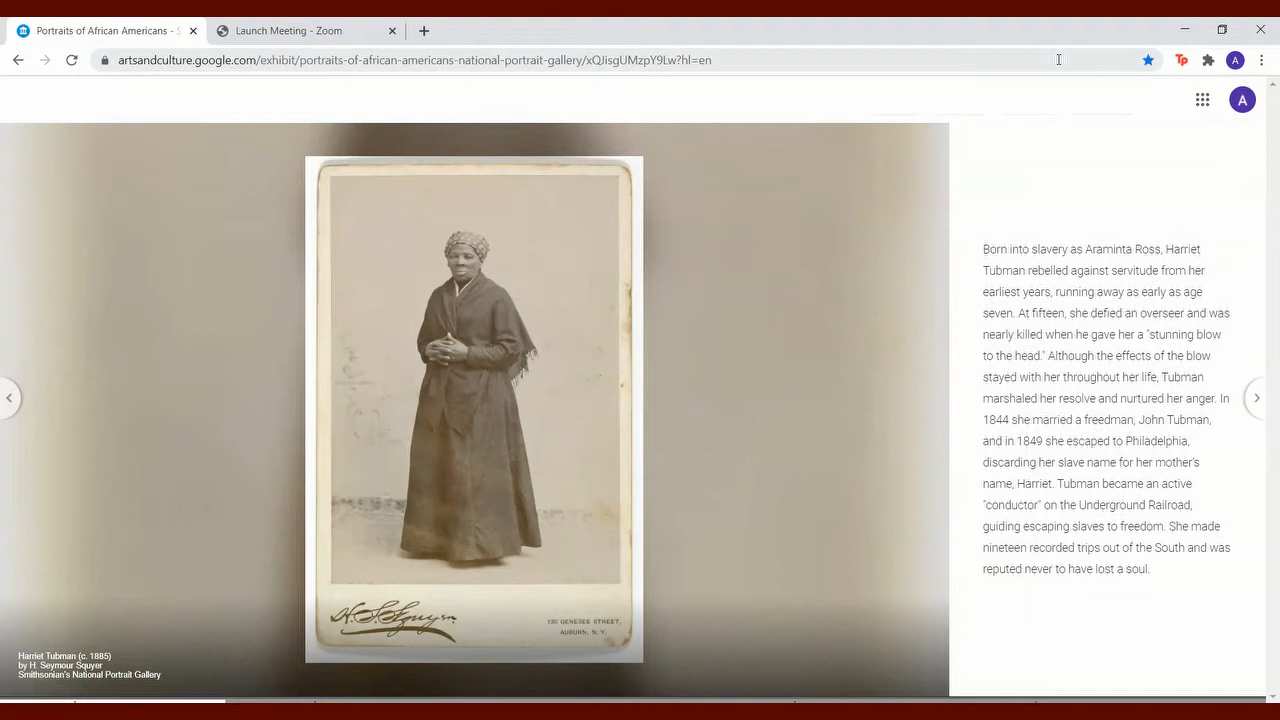 Portraits of African Americans - S
Launch Meeting - Zoom
artsandculture.google.com/exhibit/portraits-of-african-americans-national-portrait-gallery/xQJisgUMzpY9Lw?hl=en
Tp
A
A
Born into slavery as Araminta Ross, Harriet
Tubman rebelled against servitude from her
earliest years, running away as early as age
seven. At fifteen, she defied an overseer and was
nearly killed when he gave her a "stunning blow
to the head." Although the effects of the blow
stayed with her throughout her life, Tubman
marshaled her resolve and nurtured her anger. In
1844 she married a freedman, John Tubman,
and in 1849 she escaped to Philadelphia,
discarding her slave name for her mother's
name, Harriet. Tubman became an active
"conductor" on the Underground Railroad,
guiding escaping slaves to freedom. She made
nineteen recorded trips out of the South and was
reputed never to have lost a soul.
H. S. Squyer
130 GENESEE STREET,
AUBURN, N. Y.
Harriet Tubman (c. 1885)
by H. Seymour Squyer
Smithsonian's National Portrait Gallery